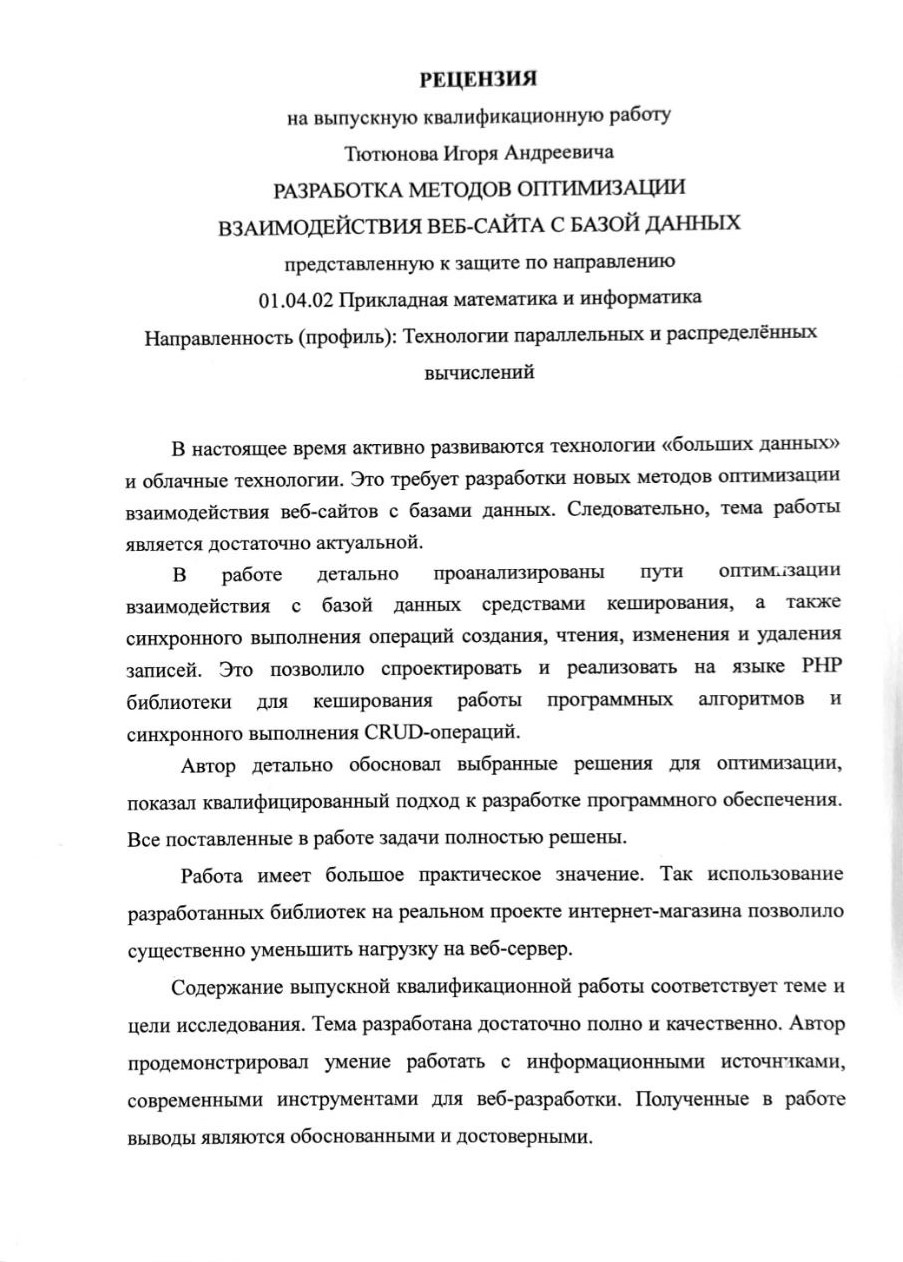 РЕЦЕНЗИЯ
на выпускную квалификационную работу
Тютюнова Игоря Андреевича
РАЗРАБОТКА МЕТОДОВ ОПТИМИЗАЦИИ
ВЗАИМОДЕЙСТВИЯ ВЕБ-САЙТА С БАЗОЙ ДАННЫХ
представленную к защите по направлению
01.04.02 Прикладная математика и информатика
Направленность (профиль): Технологии параллельных и распределённых
вычислений
В настоящее время активно развиваются технологии «больших данных»
и облачные технологии. Это требует разработки новых методов оптимизации
взаимодействия веб-сайтов с базами данных. Следовательно, тема работы
является достаточно актуальной.
В работе детально проанализированы пути оптимизации
взаимодействия с базой данных средствами кеширования, а также
синхронного выполнения операций создания, чтения, изменения и удаления
записей. Это позволило спроектировать и реализовать на языке PHP
библиотеки для кеширования работы программных алгоритмов и
синхронного выполнения CRUD-операций.
Автор детально обосновал выбранные решения для оптимизации,
показал квалифицированный подход к разработке программного обеспечения.
Все поставленные в работе задачи полностью решены.
Работа имеет большое практическое значение. Так использование
разработанных библиотек на реальном проекте интернет-магазина позволило
существенно уменьшить нагрузку на веб-сервер.
Содержание выпускной квалификационной работы соответствует теме и
цели исследования. Тема разработана достаточно полно и качественно. Автор
продемонстрировал умение работать с информационными источниками,
современными инструментами для веб-разработки. Полученные в работе
выводы являются обоснованными и достоверными.